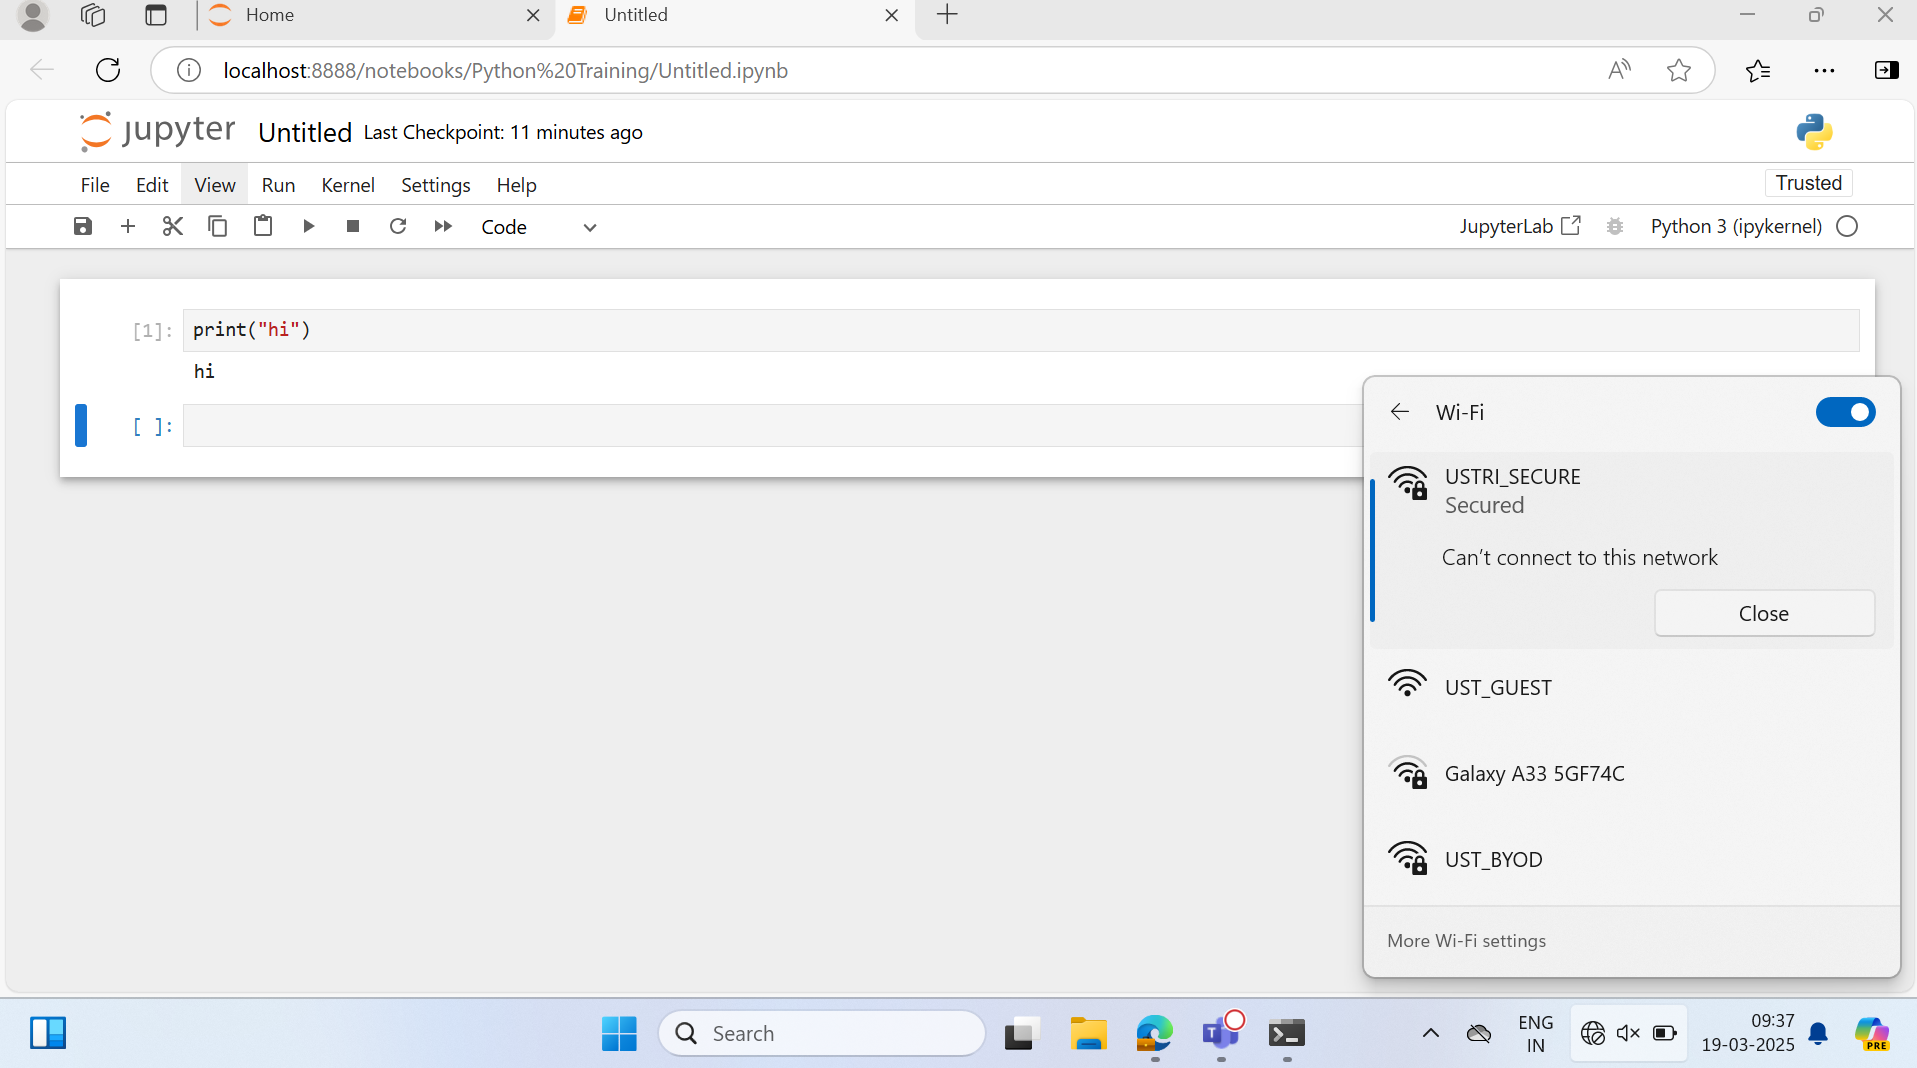 Home
Untitled
localhost:8888/notebooks/Python%20Training/Untitled.ipynb
jupyter Untitled Last Checkpoint: 11 minutes ago
File Edit View Run Kernel Settings Help
Trusted
Code
JupyterLab
Python 3 (ipykernel)
[1]: print("hi")
hi
[ ]:
Wi-Fi
USTRI_SECURE
Secured
Can't connect to this network
Close
UST_GUEST
Galaxy A33 5GF74C
UST_BYOD
More Wi-Fi settings
Search
ENG
IN
09:37
19-03-2025
PRE